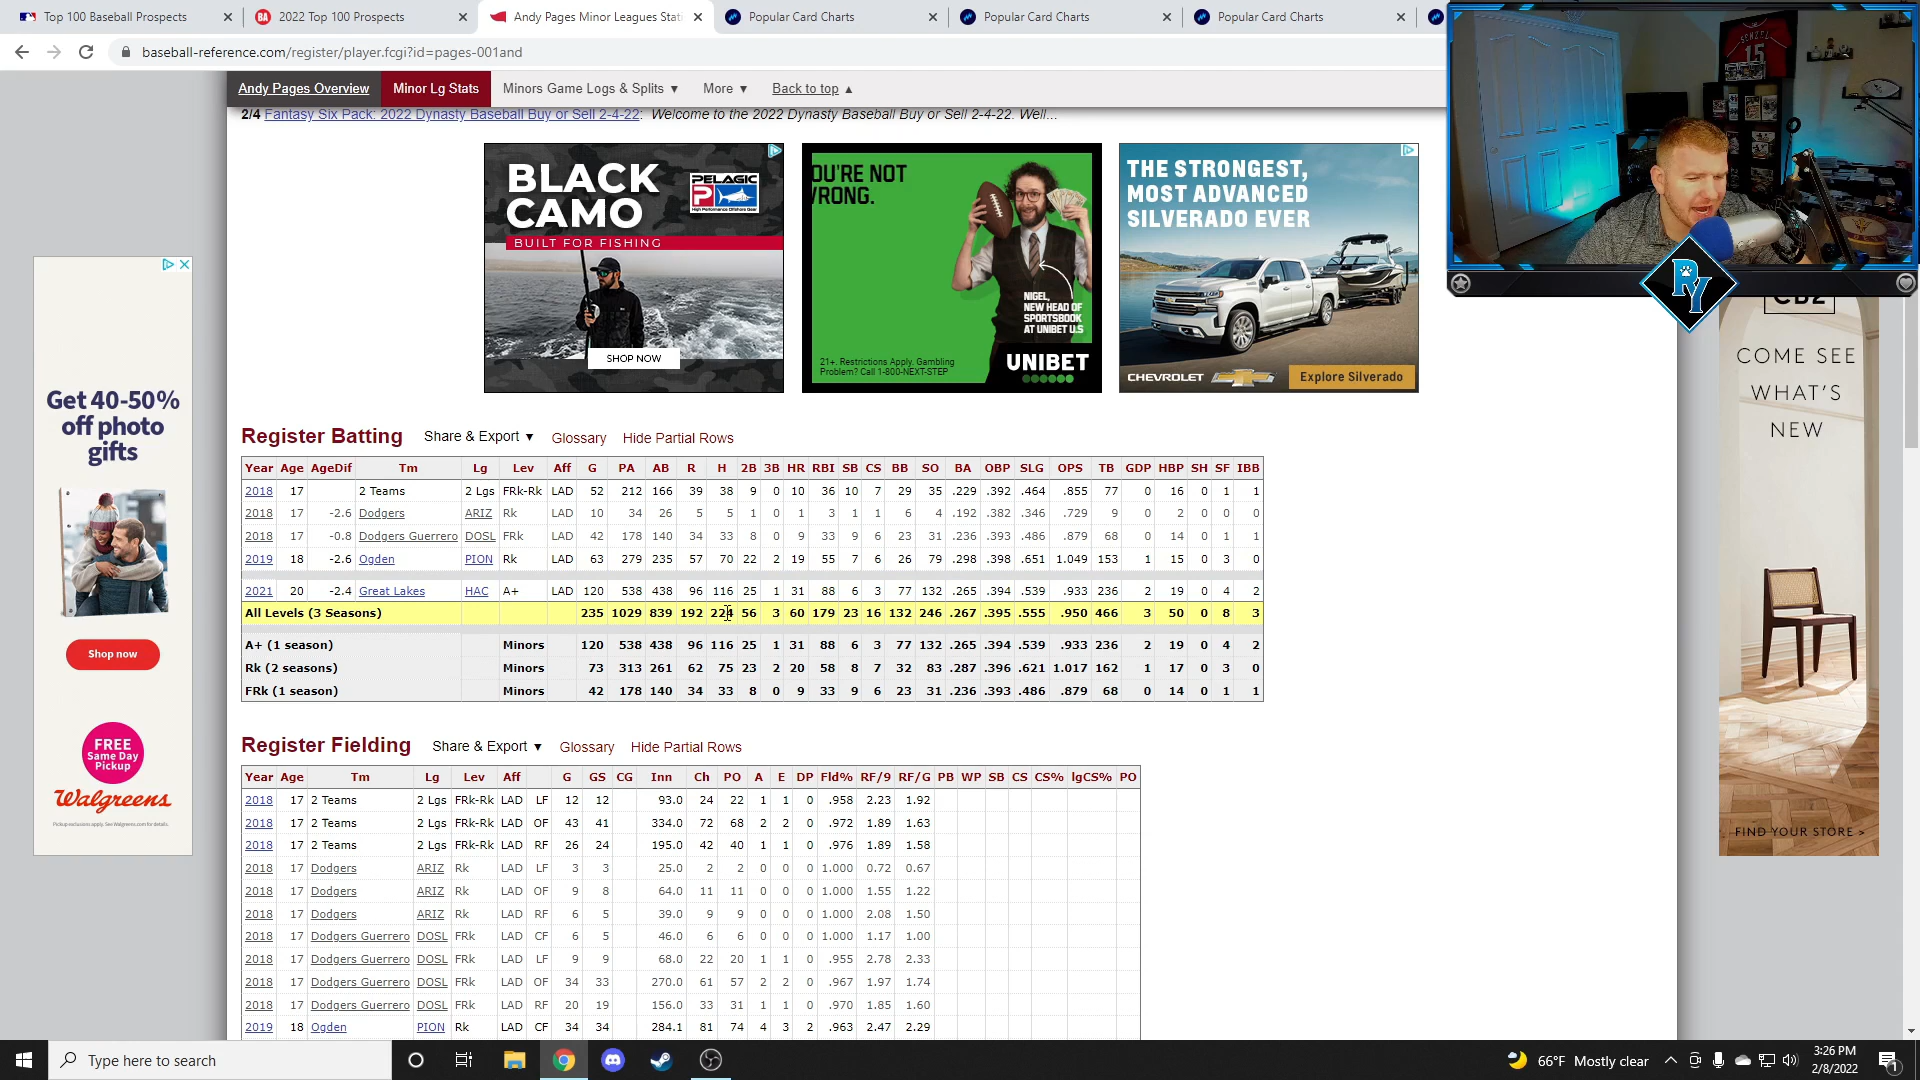 Top 100 Baseball Prospects
2022 Top 100 Prospects
Andy Pages Minor Leagues Stati
Popular Card Charts
Popular Card Charts
Popular Card Charts
baseball-reference.com/register/player.fcgi?id=pages-001and
Andy Pages Overview Minor Lg Stats Minors Game Logs & Splits ▼ More ▼ Back to top ▲
2/4 Fantasy Six Pack: 2022 Dynasty Baseball Buy or Sell 2-4-22: Welcome to the 2022 Dynasty Baseball Buy or Sell 2-4-22. Well...
BLACK
CAMO
PELAGIC
BUILT FOR FISHING
SHOP NOW
OU'RE NOT
RONG.
NIGEL,
NEW HEAD OF
SPORTSBOOK
AT UNIBET U.S
21+. Restrictions Apply. Gambling
Problem? Call 1-800-NEXT-STEP
UNIBET
THE STRONGEST,
MOST ADVANCED
SILVERADO EVER
CHEVROLET
Explore Silverado
SENZEL
15
RY
Get 40-50%
off photo
gifts
Shop now
FREE
Same Day
Pickup
Walgreens
CB2
COME SEE
WHAT'S
NEW
FIND YOUR STORE >
Register Batting Share & Export ▼ Glossary Hide Partial Rows
Year Age AgeDif Tm Lg Lev Aff G PA AB R H 2B 3B HR RBI SB CS BB SO BA OBP SLG OPS TB GDP HBP SH SF IBB
2018 17 2 Teams 2 Lgs FRk-Rk LAD 52 212 166 39 38 9 0 10 36 10 7 29 35 .229 .392 .464 .855 77 0 16 0 1 1
2018 17 -2.6 Dodgers ARIZ Rk LAD 10 34 26 5 5 1 0 1 3 1 1 6 4 .192 .382 .346 .729 9 0 2 0 0 0
2018 17 -0.8 Dodgers Guerrero DOSL FRk LAD 42 178 140 34 33 8 0 9 33 9 6 23 31 .236 .393 .486 .879 68 0 14 0 1 1
2019 18 -2.6 Ogden PION Rk LAD 63 279 235 57 70 22 2 19 55 7 6 26 79 .298 .398 .651 1.049 153 1 15 0 3 0
2021 20 -2.4 Great Lakes HAC A+ LAD 120 538 438 96 116 25 1 31 88 6 3 77 132 .265 .394 .539 .933 236 2 19 0 4 2
All Levels (3 Seasons) 235 1029 839 192 224 56 3 60 179 23 16 132 246 .267 .395 .555 .950 466 3 50 0 8 3
A+ (1 season) Minors 120 538 438 96 116 25 1 31 88 6 3 77 132 .265 .394 .539 .933 236 2 19 0 4 2
Rk (2 seasons) Minors 73 313 261 62 75 23 2 20 58 8 7 32 83 .287 .396 .621 1.017 162 1 17 0 3 0
FRk (1 season) Minors 42 178 140 34 33 8 0 9 33 9 6 23 31 .236 .393 .486 .879 68 0 14 0 1 1
Register Fielding Share & Export ▼ Glossary Hide Partial Rows
Year Age Tm Lg Lev Aff G GS CG Inn Ch PO A E DP Fld% RF/9 RF/G PB WP SB CS CS% lgCS% PO
2018 17 2 Teams 2 Lgs FRk-Rk LAD LF 12 12 93.0 24 22 1 1 0 .958 2.23 1.92
2018 17 2 Teams 2 Lgs FRk-Rk LAD OF 43 41 334.0 72 68 2 2 0 .972 1.89 1.63
2018 17 2 Teams 2 Lgs FRk-Rk LAD RF 26 24 195.0 42 40 1 1 0 .976 1.89 1.58
2018 17 Dodgers ARIZ Rk LAD LF 3 3 25.0 2 2 0 0 0 1.000 0.72 0.67
2018 17 Dodgers ARIZ Rk LAD OF 9 8 64.0 11 11 0 0 0 1.000 1.55 1.22
2018 17 Dodgers ARIZ Rk LAD RF 6 5 39.0 9 9 0 0 0 1.000 2.08 1.50
2018 17 Dodgers Guerrero DOSL FRk LAD CF 6 5 46.0 6 6 0 0 0 1.000 1.17 1.00
2018 17 Dodgers Guerrero DOSL FRk LAD LF 9 9 68.0 22 20 1 1 0 .955 2.78 2.33
2018 17 Dodgers Guerrero DOSL FRk LAD OF 34 33 270.0 61 57 2 2 0 .967 1.97 1.74
2018 17 Dodgers Guerrero DOSL FRk LAD RF 20 19 156.0 33 31 1 1 0 .970 1.85 1.60
2019 18 Ogden PION Rk LAD CF 34 34 284.1 81 74 4 3 2 .963 2.47 2.29
Type here to search
66°F Mostly clear
3:26 PM
2/8/2022
1